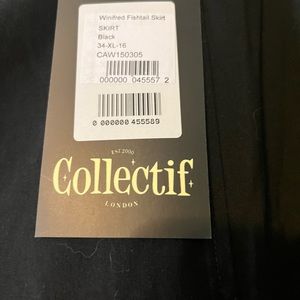 Winifred Fishtail Skirt
SKIRT
Black
34-XL-16
CAW150305
000000 045557 2
0 000000 455589
EST 2000
Collectif
LONDON